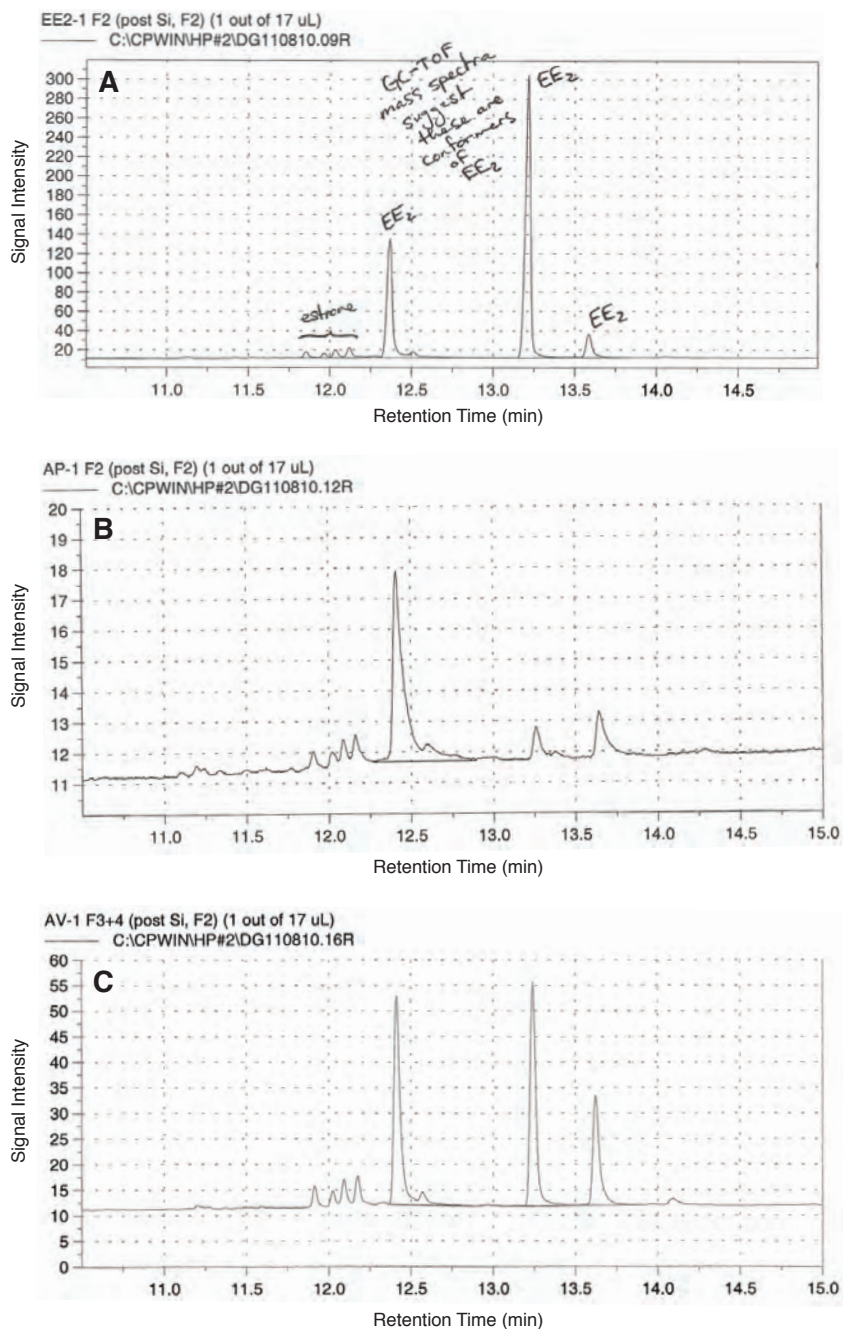 EE2-1 F2 (post Si, F2) (1 out of 17 uL)
C:\CPWIN\HP#2\DG110810.09R
A
GC-ToF
mass spectra
suggest
these are
conformers
of
EE2
EE2
EE2
EE2
estrone
Signal Intensity
300
280
260
240
220
200
180
160
140
120
100
80
60
40
20
11.0 11.5 12.0 12.5 13.0 13.5 14.0 14.5
Retention Time (min)
AP-1 F2 (post Si, F2) (1 out of 17 uL)
C:\CPWIN\HP#2\DG110810.12R
B
Signal Intensity
20
19
18
17
16
15
14
13
12
11
11.0 11.5 12.0 12.5 13.0 13.5 14.0 14.5 15.0
Retention Time (min)
AV-1 F3+4 (post Si, F2) (1 out of 17 uL)
C:\CPWIN\HP#2\DG110810.16R
C
Signal Intensity
60
55
50
45
40
35
30
25
20
15
10
5
0
11.0 11.5 12.0 12.5 13.0 13.5 14.0 14.5 15.0
Retention Time (min)